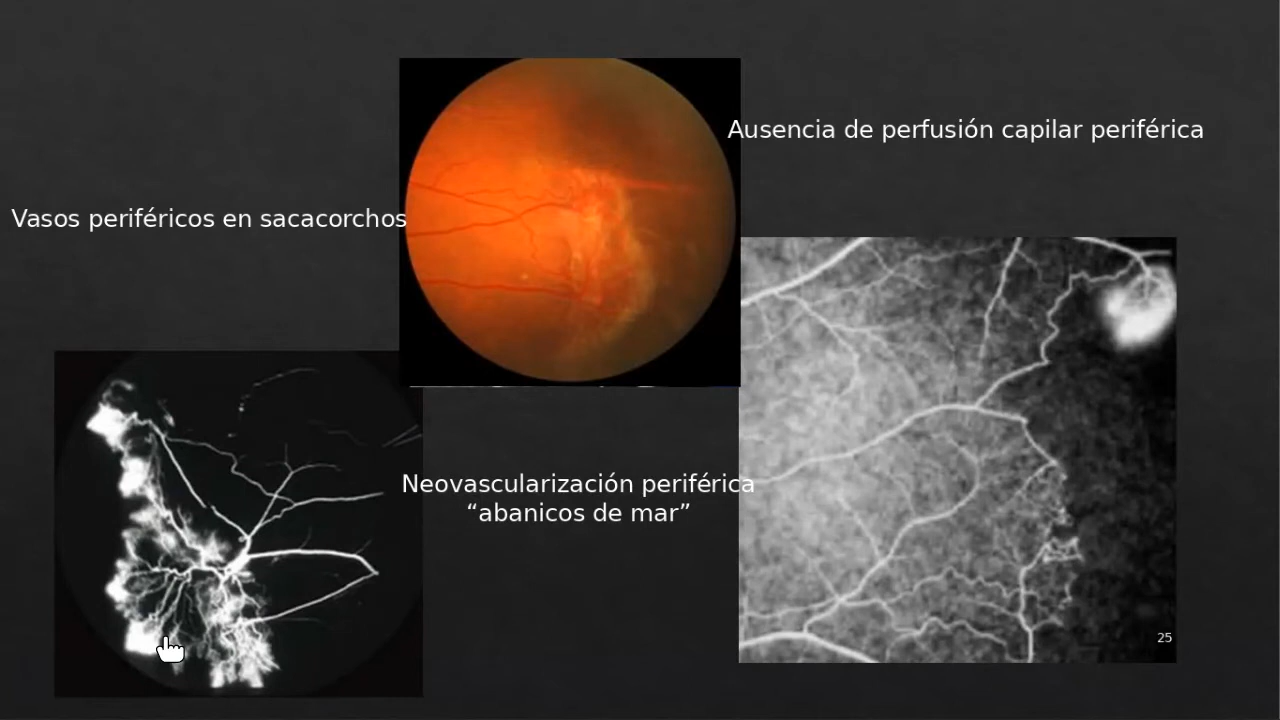 Ausencia de perfusión capilar periférica
Vasos periféricos en sacacorchos
Neovascularización periférica
“abanicos de mar”
25